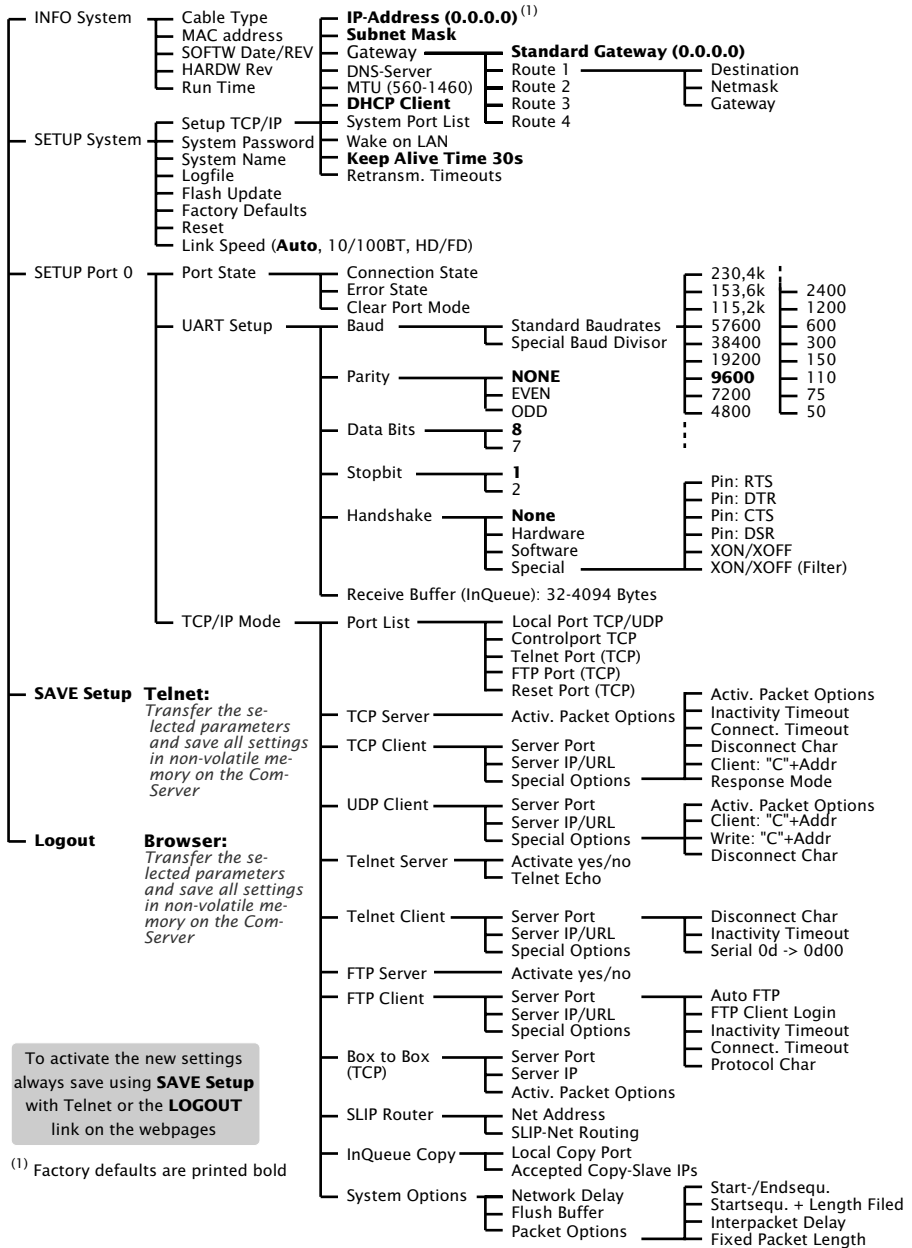 INFO System
Cable Type
MAC address
SOFTW Date/REV
HARDW Rev
Run Time
SETUP System
Setup TCP/IP
IP-Address (0.0.0.0)(1)
Subnet Mask
Gateway
Standard Gateway (0.0.0.0)
Route 1
Destination
Netmask
Gateway
Route 2
Route 3
Route 4
DNS-Server
MTU (560-1460)
DHCP Client
System Port List
Wake on LAN
Keep Alive Time 30s
Retransm. Timeouts
System Password
System Name
Logfile
Flash Update
Factory Defaults
Reset
Link Speed (Auto, 10/100BT, HD/FD)
SETUP Port 0
Port State
Connection State
Error State
Clear Port Mode
UART Setup
Baud
Standard Baudrates
230,4k
153,6k
115,2k
57600
38400
19200
9600
7200
4800
2400
1200
600
300
150
110
75
50
Special Baud Divisor
Parity
NONE
EVEN
ODD
Data Bits
8
7
Stopbit
1
2
Handshake
None
Hardware
Software
Special
Pin: RTS
Pin: DTR
Pin: CTS
Pin: DSR
XON/XOFF
XON/XOFF (Filter)
Receive Buffer (InQueue): 32-4094 Bytes
TCP/IP Mode
Port List
Local Port TCP/UDP
Controlport TCP
Telnet Port (TCP)
FTP Port (TCP)
Reset Port (TCP)
TCP Server
Activ. Packet Options
TCP Client
Server Port
Server IP/URL
Special Options
Activ. Packet Options
Inactivity Timeout
Connect. Timeout
Disconnect Char
Client: "C"+Addr
Response Mode
UDP Client
Server Port
Server IP/URL
Special Options
Activ. Packet Options
Client: "C"+Addr
Write: "C"+Addr
Disconnect Char
Telnet Server
Activate yes/no
Telnet Echo
Telnet Client
Server Port
Server IP/URL
Special Options
Disconnect Char
Inactivity Timeout
Serial 0d -> 0d00
FTP Server
Activate yes/no
FTP Client
Server Port
Server IP/URL
Special Options
Auto FTP
FTP Client Login
Inactivity Timeout
Connect. Timeout
Protocol Char
Box to Box
(TCP)
Server Port
Server IP
Activ. Packet Options
SLIP Router
Net Address
SLIP-Net Routing
InQueue Copy
Local Copy Port
Accepted Copy-Slave IPs
System Options
Network Delay
Flush Buffer
Packet Options
Start-/Endsequ.
Startsequ. + Length Filed
Interpacket Delay
Fixed Packet Length
SAVE Setup
Telnet:
Transfer the se-
lected parameters
and save all settings
in non-volatile me-
mory on the Com-
Server
Logout
Browser:
Transfer the se-
lected parameters
and save all settings
in non-volatile me-
mory on the Com-
Server
To activate the new settings
always save using SAVE Setup
with Telnet or the LOGOUT
link on the webpages
(1) Factory defaults are printed bold